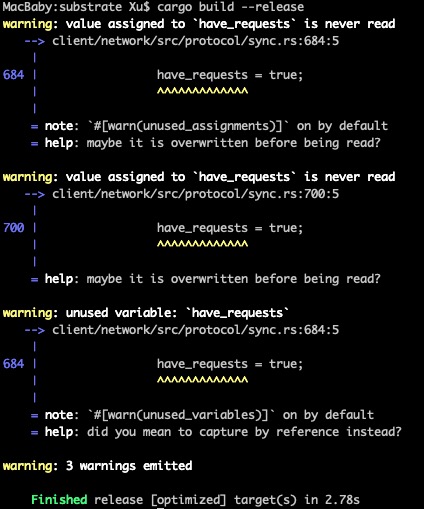 MacBaby:substrate Xu$ cargo build --release
warning: value assigned to `have_requests` is never read
   --> client/network/src/protocol/sync.rs:684:5
    |
684 |                 have_requests = true;
    |                 ^^^^^^^^^^^^^
    |
    = note: `#[warn(unused_assignments)]` on by default
    = help: maybe it is overwritten before being read?

warning: value assigned to `have_requests` is never read
   --> client/network/src/protocol/sync.rs:700:5
    |
700 |                 have_requests = true;
    |                 ^^^^^^^^^^^^^
    |
    = help: maybe it is overwritten before being read?

warning: unused variable: `have_requests`
   --> client/network/src/protocol/sync.rs:684:5
    |
684 |                 have_requests = true;
    |                 ^^^^^^^^^^^^^
    |
    = note: `#[warn(unused_variables)]` on by default
    = help: did you mean to capture by reference instead?

warning: 3 warnings emitted

    Finished release [optimized] target(s) in 2.78s